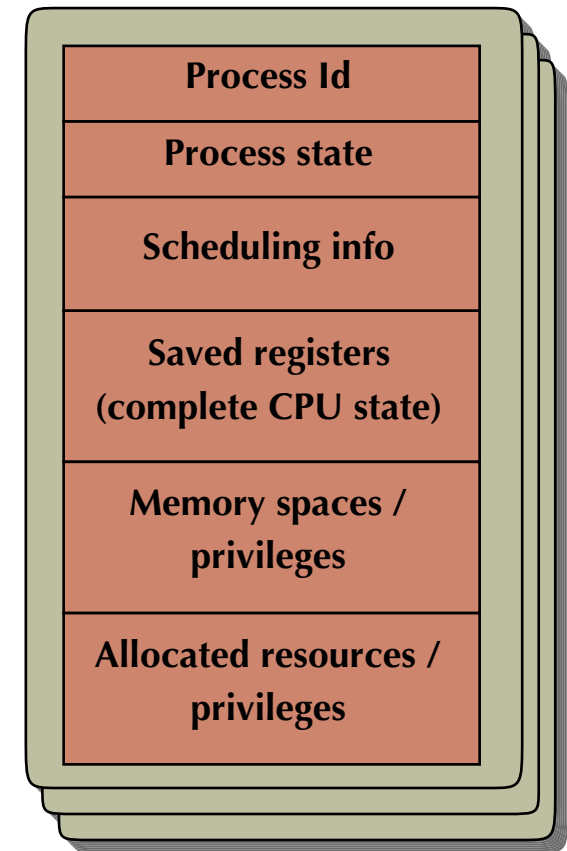 Process Id
Process state
Scheduling info
Saved registers
(complete CPU state)
Memory spaces /
privileges
Allocated resources /
privileges